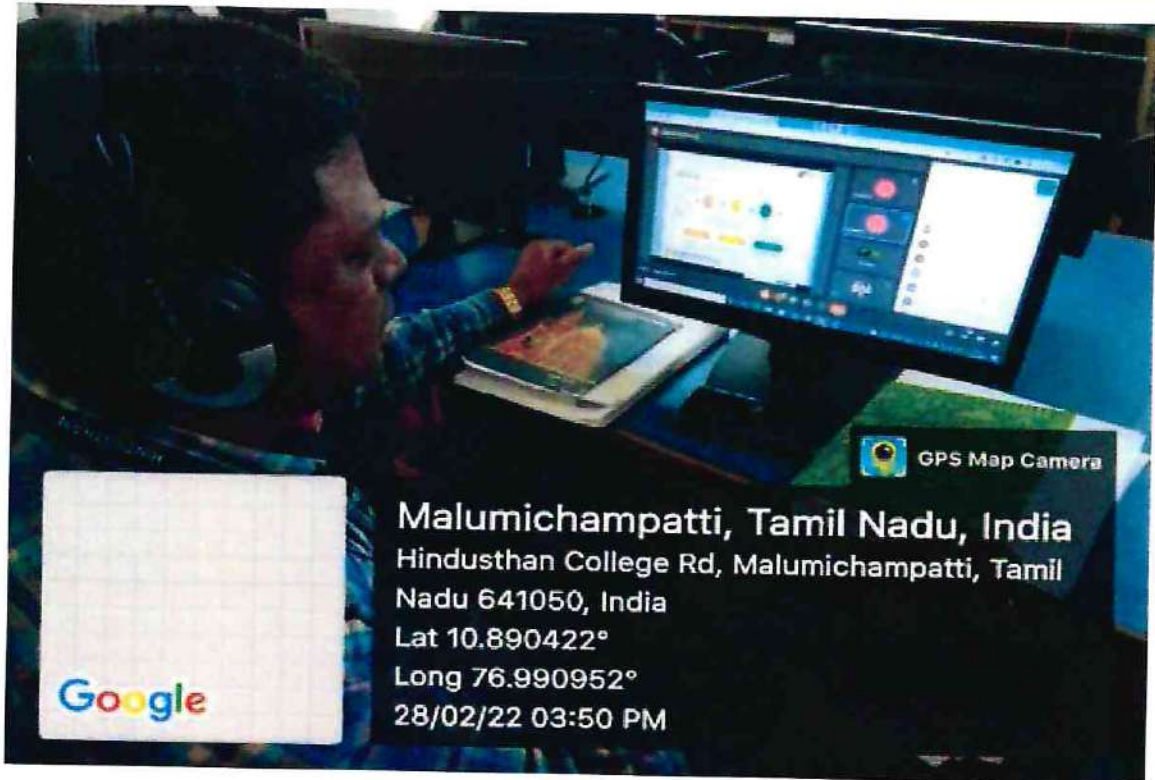 GPS Map Camera
Malumichampatti, Tamil Nadu, India
Hindusthan College Rd, Malumichampatti, Tamil
Nadu 641050, India
Lat 10.890422°
Long 76.990952°
28/02/22 03:50 PM
Google